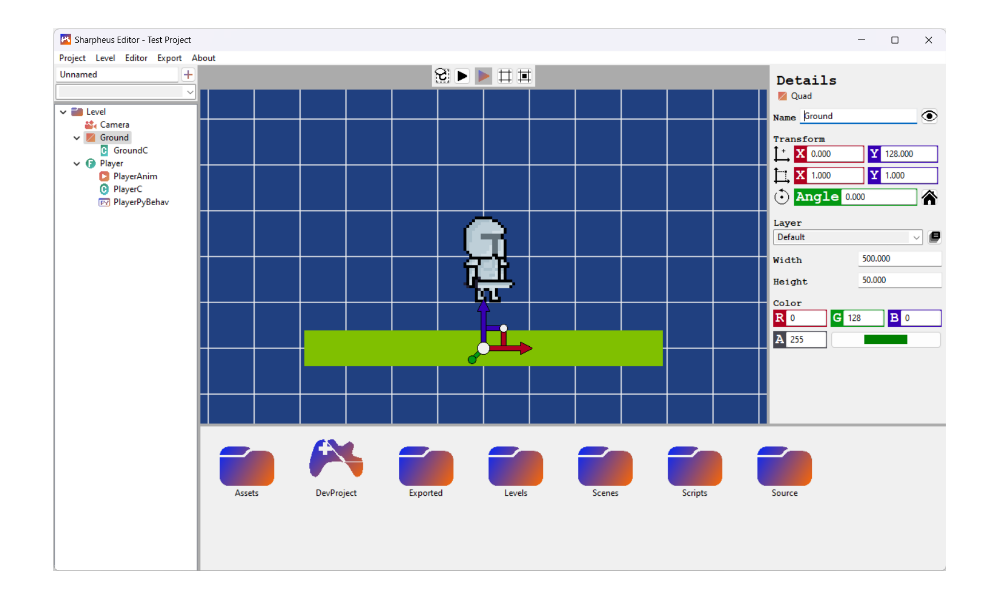 Sharpheus Editor - Test Project
Project Level Editor Export About
Unnamed
Level
Camera
Ground
C GroundC
F Player
PlayerAnim
C PlayerC
PY PlayerPyBehav
Details
Quad
Name Ground
Transform
X 0.000 Y 128.000
X 1.000 Y 1.000
Angle 0.000
Layer
Default
Width 500.000
Height 50.000
Color
R 0 G 128 B 0
A 255
Assets DevProject Exported Levels Scenes Scripts Source